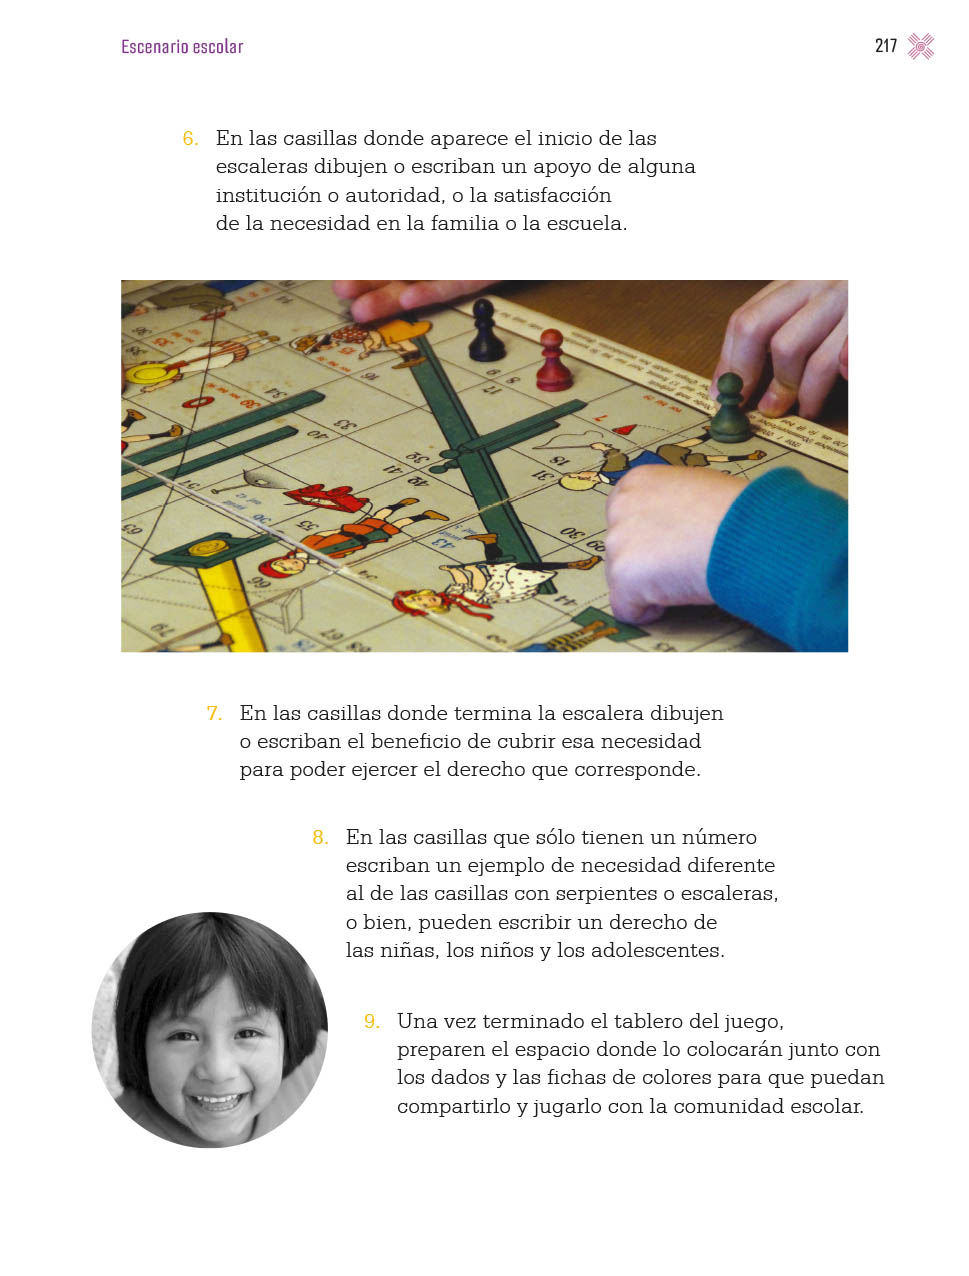 Escenario escolar
217
6. En las casillas donde aparece el inicio de las
escaleras dibujen o escriban un apoyo de alguna
institución o autoridad, o la satisfacción
de la necesidad en la familia o la escuela.
7. En las casillas donde termina la escalera dibujen
o escriban el beneficio de cubrir esa necesidad
para poder ejercer el derecho que corresponde.
8. En las casillas que sólo tienen un número
escriban un ejemplo de necesidad diferente
al de las casillas con serpientes o escaleras,
o bien, pueden escribir un derecho de
las niñas, los niños y los adolescentes.
9. Una vez terminado el tablero del juego,
preparen el espacio donde lo colocarán junto con
los dados y las fichas de colores para que puedan
compartirlo y jugarlo con la comunidad escolar.